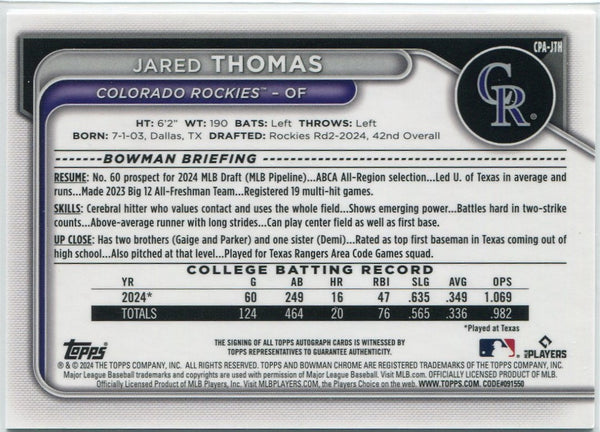 CPA-JTH
JARED THOMAS
COLORADO ROCKIES™ - OF
CR®
HT: 6'2" WT: 190 BATS: Left THROWS: Left
BORN: 7-1-03, Dallas, TX DRAFTED: Rockies Rd2-2024, 42nd Overall
BOWMAN BRIEFING
RESUME: No. 60 prospect for 2024 MLB Draft (MLB Pipeline)...ABCA All-Region selection...Led U. of Texas in average and
runs...Made 2023 Big 12 All-Freshman Team...Registered 19 multi-hit games.
SKILLS: Cerebral hitter who values contact and uses the whole field...Shows emerging power...Battles hard in two-strike
counts...Above-average runner with long strides...Can play center field as well as first base.
UP CLOSE: Has two brothers (Gaige and Parker) and one sister (Demi)...Rated as top first baseman in Texas coming out of
high school...Also pitched at that level...Played for Texas Rangers Area Code Games squad.
COLLEGE BATTING RECORD
YR G AB HR RBI SLG AVG OPS
2024* 60 249 16 47 .635 .349 1.069
TOTALS 124 464 20 76 .565 .336 .982
*Played at Texas
THE SIGNING OF ALL TOPPS AUTOGRAPH CARDS IS WITNESSED BY
TOPPS REPRESENTATIVES TO GUARANTEE AUTHENTICITY.
Topps
PLAYERS
® & © 2024 THE TOPPS COMPANY, INC. ALL RIGHTS RESERVED. TOPPS AND BOWMAN CHROME ARE REGISTERED TRADEMARKS OF THE TOPPS COMPANY, INC.
Major League Baseball trademarks and copyrights are used with permission of Major League Baseball. Visit MLB.com. OFFICIALLY LICENSED PRODUCT OF MLB PLAYERS, INC.
Officially Licensed Product of MLB Players, Inc. Visit MLBPLAYERS.com, the Players Choice on the web. WWW.TOPPS.COM. CODE#091550